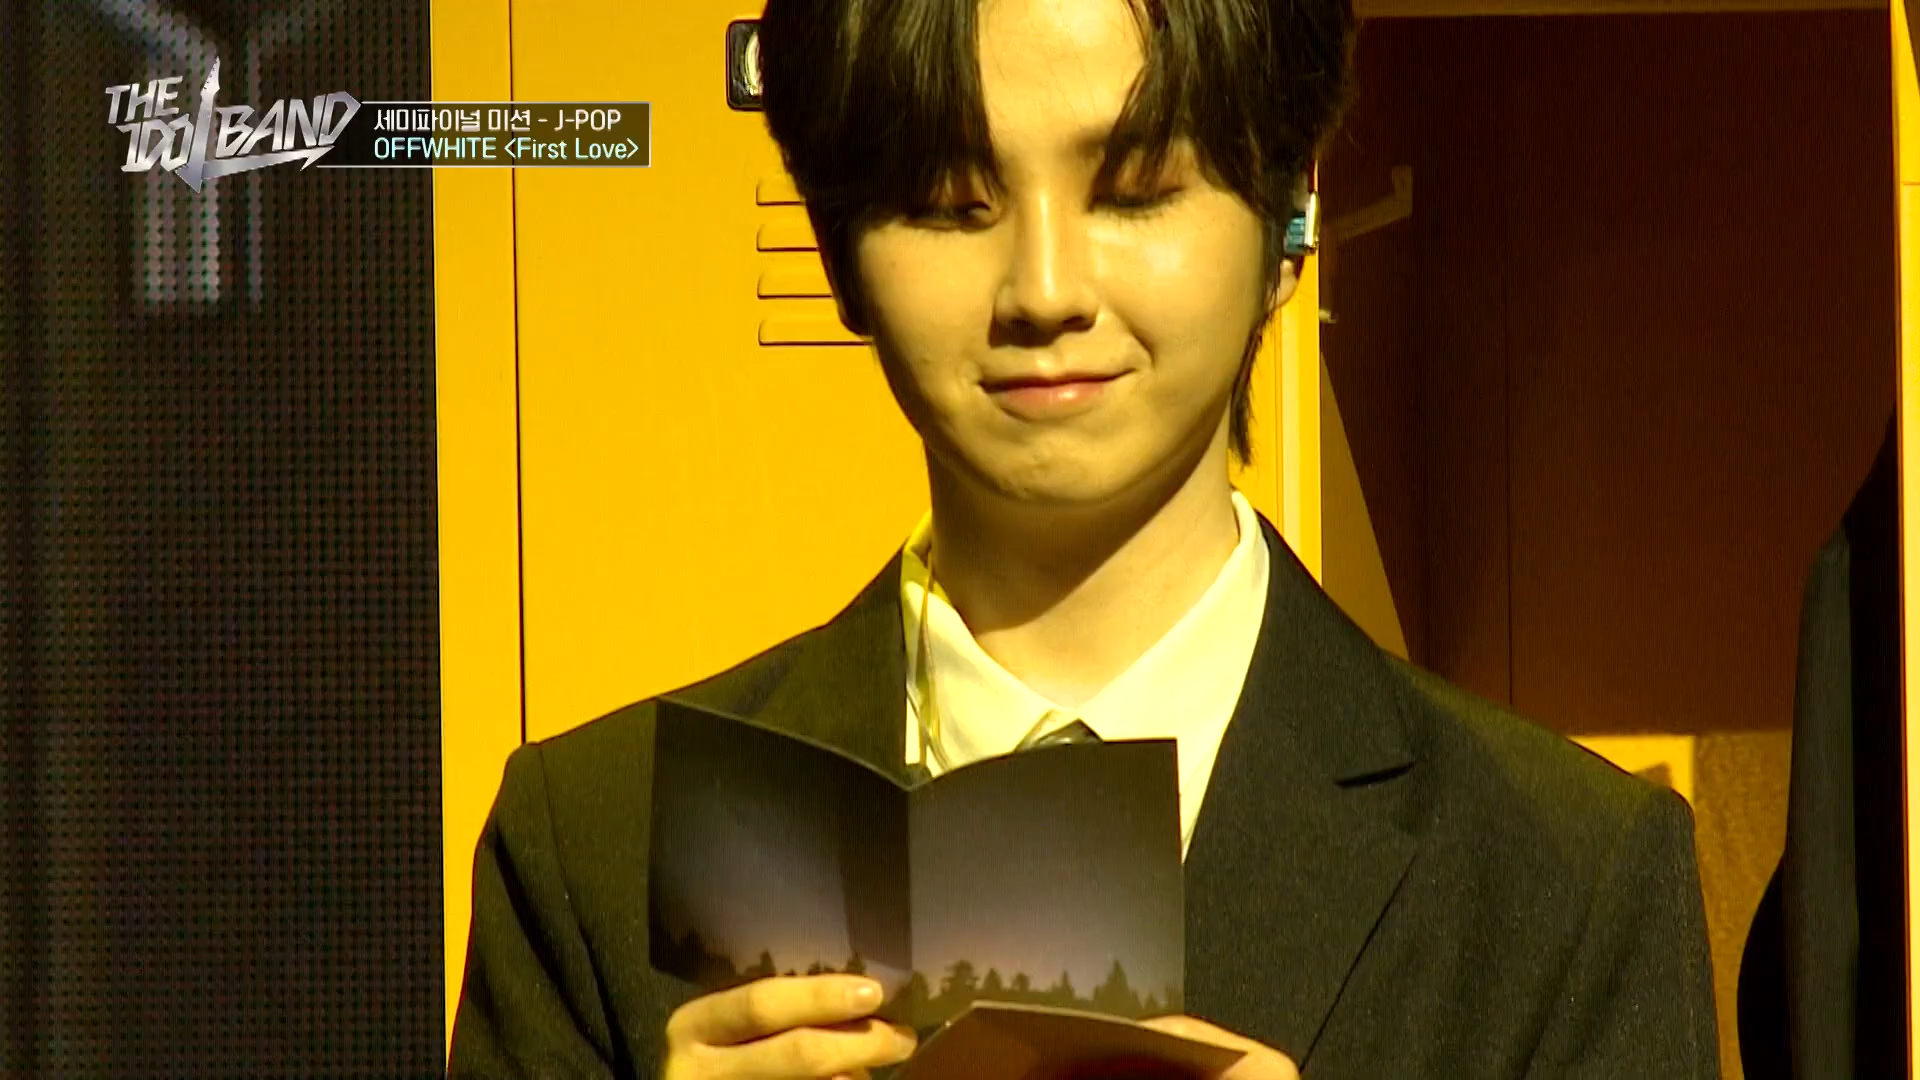 THE IDOL BAND
세미파이널 미션 - J-POP
OFFWHITE <First Love>